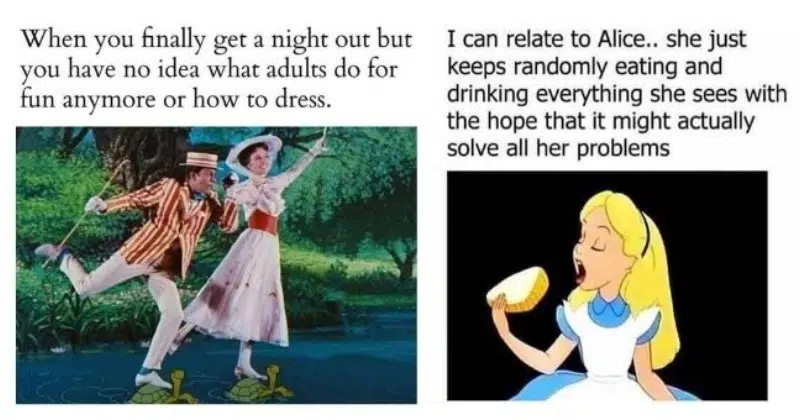 When you finally get a night out but
you have no idea what adults do for
fun anymore or how to dress.
I can relate to Alice.. she just
keeps randomly eating and
drinking everything she sees with
the hope that it might actually
solve all her problems